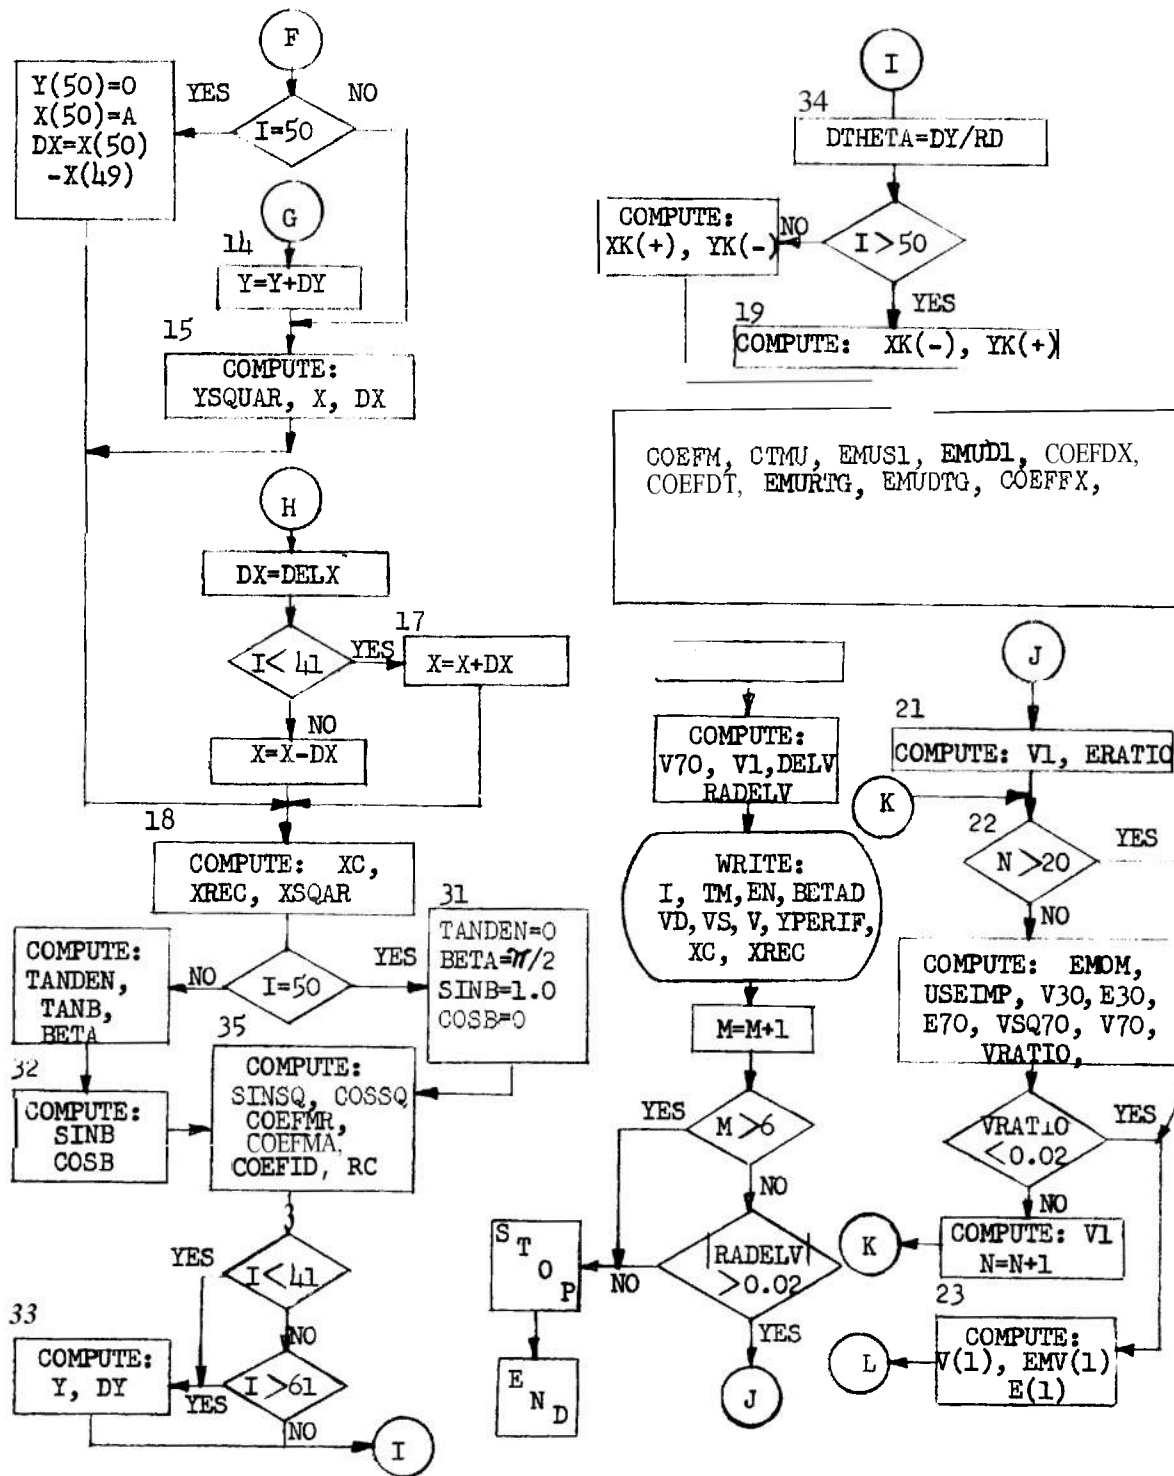 F
Y(50)=0
X(50)=A
DX=X(50)
-X(49)
YES
I=50
NO
G
14
Y=Y+DY
15
COMPUTE:
YSQUAR, X, DX
H
DX=DELX
I< 41
YES
17
X=X+DX
NO
X=X-DX
18
COMPUTE: XC,
XREC, XSQAR
COMPUTE:
TANDEN,
TANB,
BETA
NO
I=50
YES
31
TANDEN=0
BETA=π/2
SINB=1.0
COSB=0
32
COMPUTE:
SINB
COSB
35
COMPUTE:
SINSQ, COSSQ
COEFMR,
COEFMA,
COEFID, RC
3
YES
I<41
NO
33
COMPUTE:
Y, DY
YES
I >61
NO
I
I
34
DTHETA=DY/RD
COMPUTE:
XK(+), YK(-)
NO
I>50
YES
19
COMPUTE: XK(-), YK(+)
COEFM, CTMU, EMUS1, EMUD1, COEFDX,
COEFDT, EMURTG, EMUDTG, COEFFX,
COMPUTE:
V70, V1,DELV
RADELV
WRITE:
I, TM,EN,BETAD
VD,VS,V,YPERIF,
XC, XREC
M=M+1
YES
M >6
NO
STOP
NO
|RADELV|
>0.02
YES
END
J
J
21
COMPUTE: V1, ERATIO
K
22
N >20
YES
NO
COMPUTE: EMOM,
USEIMP, V30,E30,
E70, VSQ70, V70,
VRATIO,
VRATIO
<0.02
YES
NO
K
COMPUTE: V1
N=N+1
23
L
COMPUTE:
V(1), EMV(1)
E(1)